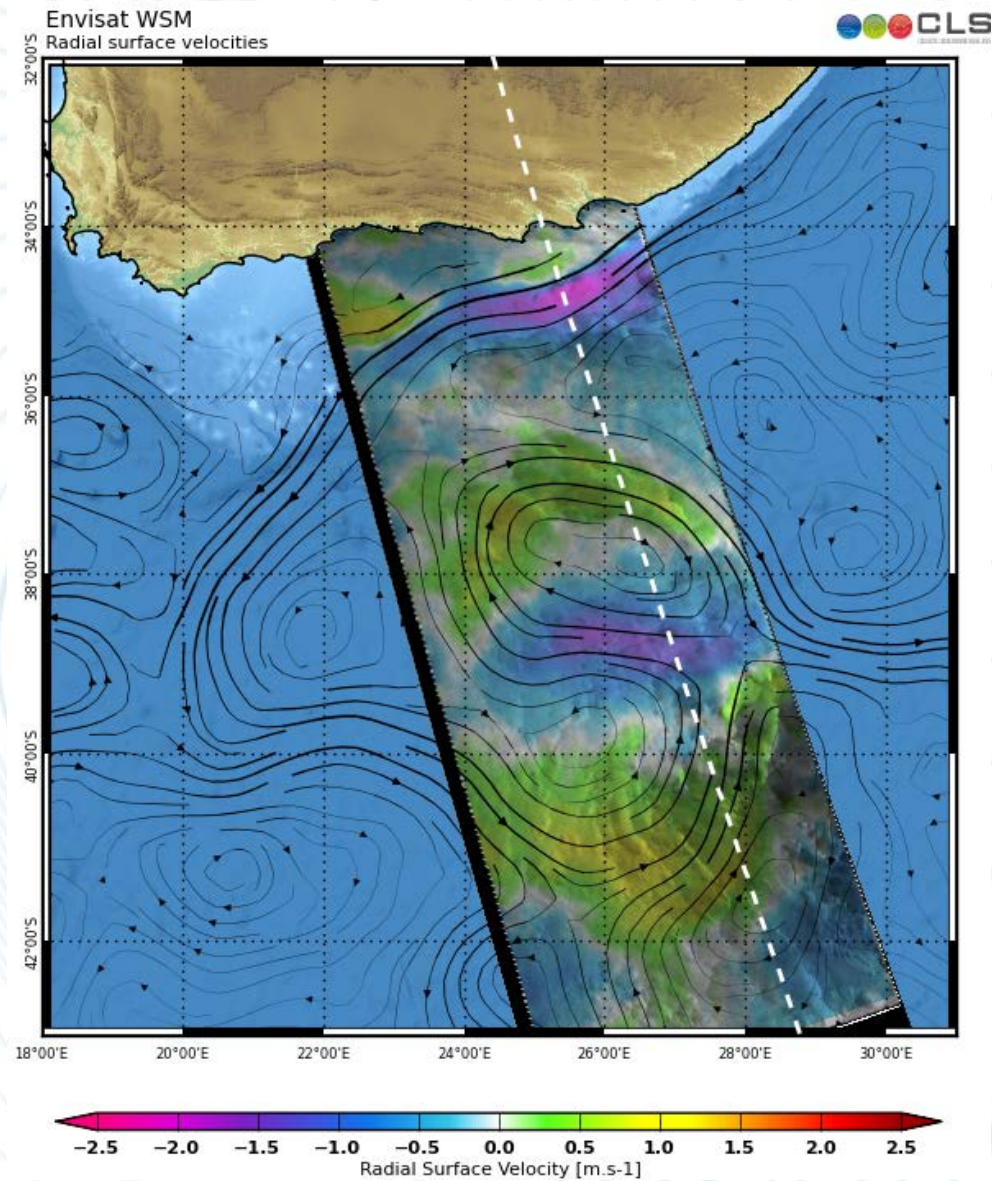 Envisat WSM
Radial surface velocities
CLS
32°00'S
34°00'S
36°00'S
38°00'S
40°00'S
42°00'S
18°00'E 20°00'E 22°00'E 24°00'E 26°00'E 28°00'E 30°00'E
−2.5 −2.0 −1.5 −1.0 −0.5 0.0 0.5 1.0 1.5 2.0 2.5
Radial Surface Velocity [m.s-1]